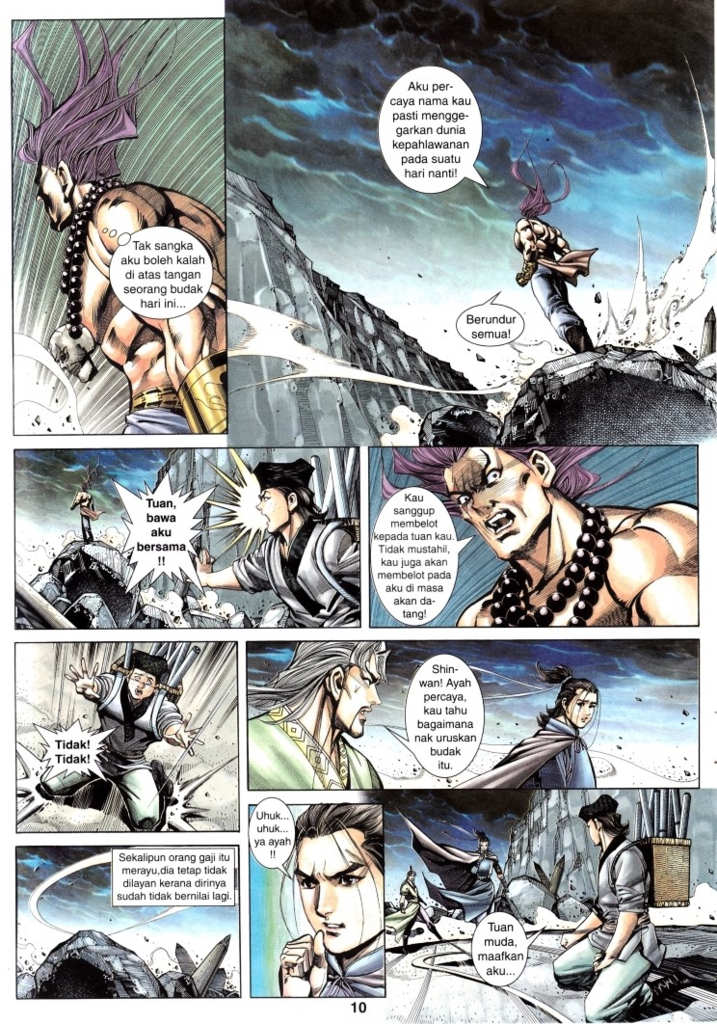 Tak sangka
aku boleh kalah
di atas tangan
seorang budak
hari ini...
Aku per-
caya nama kau
pasti mengge-
garkan dunia
kepahlawanan
pada suatu
hari nanti!
Berundur
semua!
Tuan,
bawa
aku
bersama
!!
Kau
sanggup
membelot
kepada tuan kau.
Tidak mustahil,
kau juga akan
membelot pada
aku di masa
akan da-
tang!
Tidak!
Tidak!
Shin-
wan! Ayah
percaya,
kau tahu
bagaimana
nak uruskan
budak
itu.
Sekalipun orang gaji itu
merayu,dia tetap tidak
dilayan kerana dirinya
sudah tidak bernilai lagi.
Uhuk...
uhuk...
ya ayah
!!
Tuan
muda,
maafkan
aku...
10